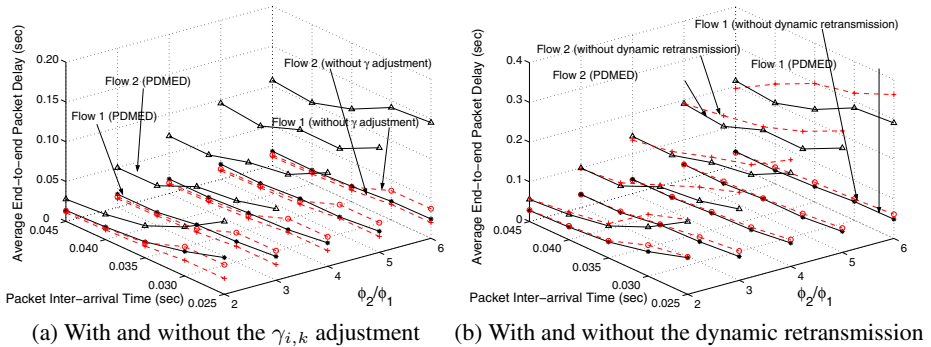 (a)
Average End−to−end Packet Delay (sec)
0.20
0.15
0.10
0.05
0
0.045
0.040
0.035
0.030
0.025
Packet Inter−arrival Time (sec)
2
3
4
5
6
ϕ2/ϕ1
Flow 2 (PDMED)
Flow 1 (PDMED)
Flow 2 (without γ adjustment)
Flow 1 (without γ adjustment)
(a) With and without the γi,k adjustment
(b)
Average End−to−end Packet Delay (sec)
0.4
0.3
0.2
0.1
0
0.045
0.040
0.035
0.030
0.025
Packet Inter−arrival Time (sec)
2
3
4
5
6
ϕ2/ϕ1
Flow 1 (without dynamic retransmission)
Flow 2 (without dynamic retransmission)
Flow 2 (PDMED)
Flow 1 (PDMED)
(b) With and without the dynamic retransmission